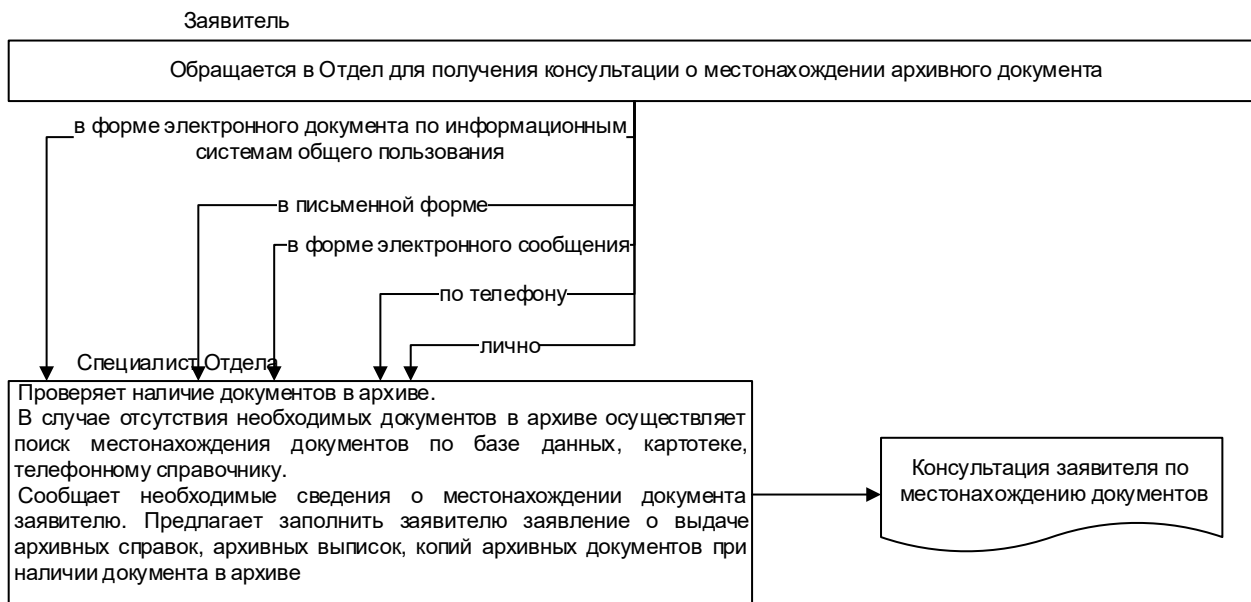 Заявитель
Обращается в Отдел для получения консультации о местонахождении архивного документа
в форме электронного документа по информационным
системам общего пользования
в письменной форме
в форме электронного сообщения
по телефону
лично
Специалист Отдела
Проверяет наличие документов в архиве.
В случае отсутствия необходимых документов в архиве осуществляет
поиск местонахождения документов по базе данных, картотеке,
телефонному справочнику.
Сообщает необходимые сведения о местонахождении документа
заявителю. Предлагает заполнить заявителю заявление о выдаче
архивных справок, архивных выписок, копий архивных документов при
наличии документа в архиве
Консультация заявителя по
местонахождению документов